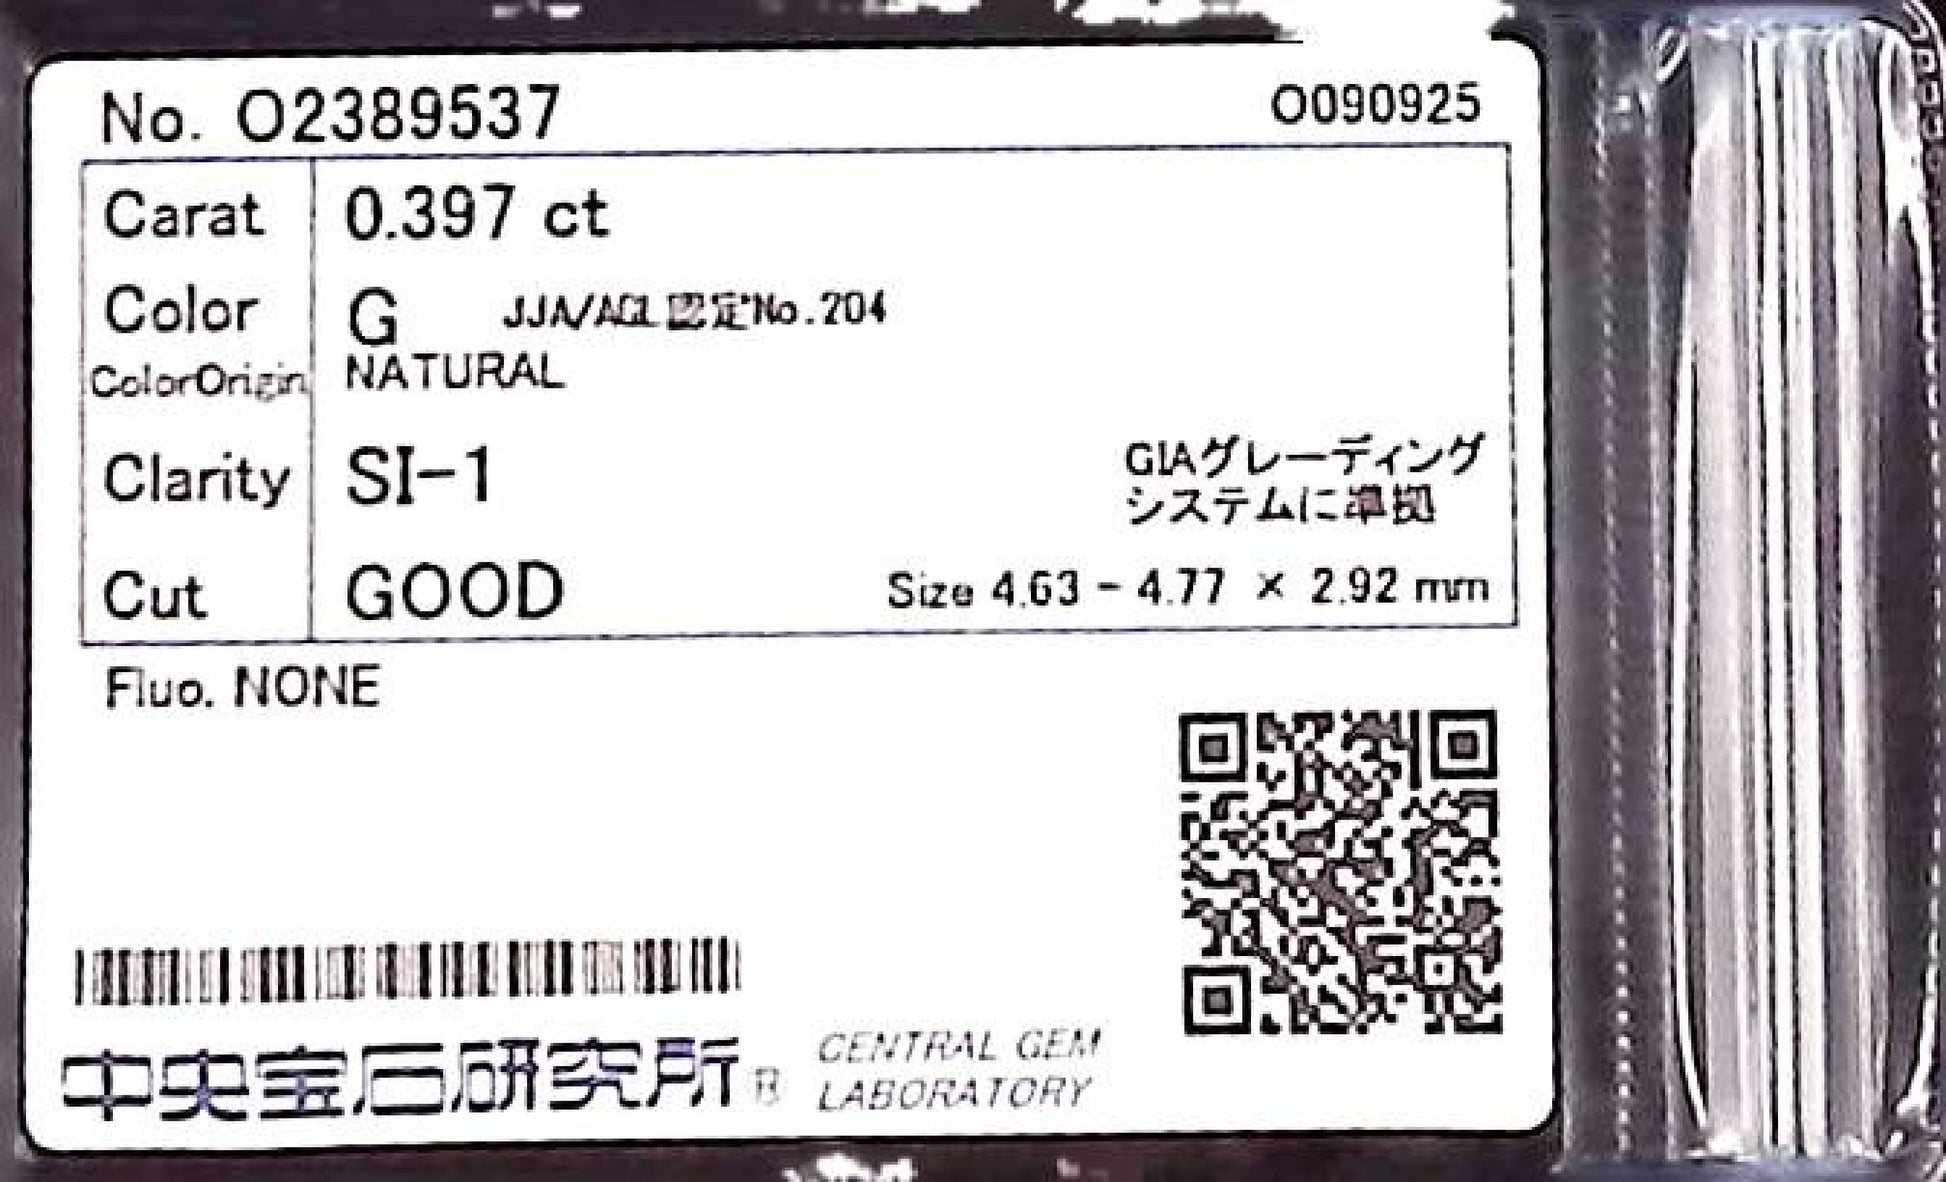 No. O2389537
O090925
Carat 0.397 ct
Color G JJA/AGL認定No.204
ColorOrigin NATURAL
Clarity SI-1
GIAグレーディング
システムに準拠
Cut GOOD Size 4.63 - 4.77 × 2.92 mm
Fluo. NONE
中央宝石研究所® CENTRAL GEM
LABORATORY